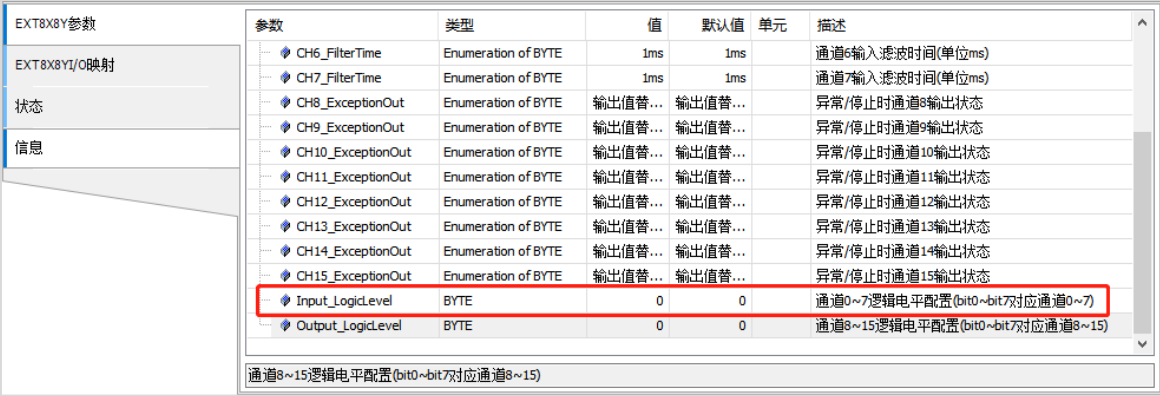 EXT8X8Y参数
EXT8X8YI/O映射
状态
信息
参数 类型 值 默认值 单元 描述
CH6_FilterTime Enumeration of BYTE 1ms 1ms 通道6输入滤波时间(单位ms)
CH7_FilterTime Enumeration of BYTE 1ms 1ms 通道7输入滤波时间(单位ms)
CH8_ExceptionOut Enumeration of BYTE 输出值替... 输出值替... 异常/停止时通道8输出状态
CH9_ExceptionOut Enumeration of BYTE 输出值替... 输出值替... 异常/停止时通道9输出状态
CH10_ExceptionOut Enumeration of BYTE 输出值替... 输出值替... 异常/停止时通道10输出状态
CH11_ExceptionOut Enumeration of BYTE 输出值替... 输出值替... 异常/停止时通道11输出状态
CH12_ExceptionOut Enumeration of BYTE 输出值替... 输出值替... 异常/停止时通道12输出状态
CH13_ExceptionOut Enumeration of BYTE 输出值替... 输出值替... 异常/停止时通道13输出状态
CH14_ExceptionOut Enumeration of BYTE 输出值替... 输出值替... 异常/停止时通道14输出状态
CH15_ExceptionOut Enumeration of BYTE 输出值替... 输出值替... 异常/停止时通道15输出状态
Input_LogicLevel BYTE 0 0 通道0~7逻辑电平配置(bit0~bit7对应通道0~7)
Output_LogicLevel BYTE 0 0 通道8~15逻辑电平配置(bit0~bit7对应通道8~15)
通道8~15逻辑电平配置(bit0~bit7对应通道8~15)